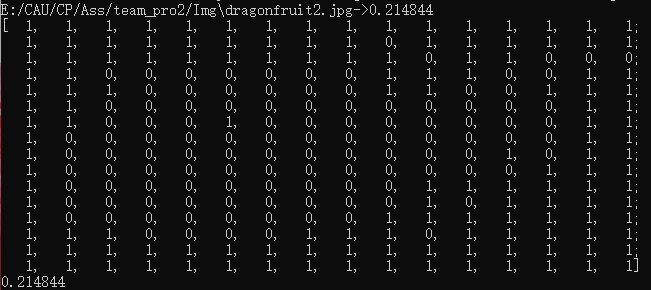 E:/CAU/CP/Ass/team_pro2/Img\dragonfruit2.jpg->0.214844
[ 1, 1, 1, 1, 1, 1, 1, 1, 1, 1, 1, 1, 1, 1, 1, 1;
1, 1, 1, 1, 1, 1, 1, 1, 1, 0, 1, 1, 1, 1, 1, 1;
1, 1, 1, 1, 1, 1, 1, 1, 1, 1, 0, 1, 1, 0, 0, 0;
1, 1, 0, 0, 0, 0, 0, 0, 0, 1, 1, 0, 0, 0, 1, 1;
1, 1, 1, 0, 0, 0, 0, 0, 0, 1, 1, 0, 0, 1, 1, 1;
1, 1, 0, 0, 0, 0, 0, 0, 0, 0, 0, 0, 0, 0, 1, 1;
1, 1, 0, 0, 0, 1, 0, 0, 0, 0, 0, 0, 0, 0, 1, 1;
1, 0, 0, 0, 0, 0, 0, 0, 0, 0, 0, 0, 0, 0, 1, 1;
1, 0, 0, 0, 0, 0, 0, 0, 0, 0, 0, 0, 1, 0, 1, 1;
1, 0, 0, 0, 0, 0, 0, 0, 0, 0, 0, 0, 0, 1, 1, 1;
1, 0, 0, 0, 0, 0, 0, 0, 0, 0, 1, 1, 1, 1, 1, 1;
1, 0, 0, 0, 0, 0, 0, 0, 0, 0, 1, 1, 1, 1, 1, 1;
1, 0, 0, 0, 0, 0, 0, 0, 0, 1, 1, 1, 1, 1, 1, 1;
1, 1, 1, 0, 0, 0, 0, 1, 1, 1, 0, 1, 1, 1, 1, 1;
1, 1, 1, 1, 1, 1, 1, 1, 1, 1, 1, 1, 1, 1, 1, 1;
1, 1, 1, 1, 1, 1, 1, 1, 1, 1, 1, 1, 1, 1, 1, 1]
0.214844